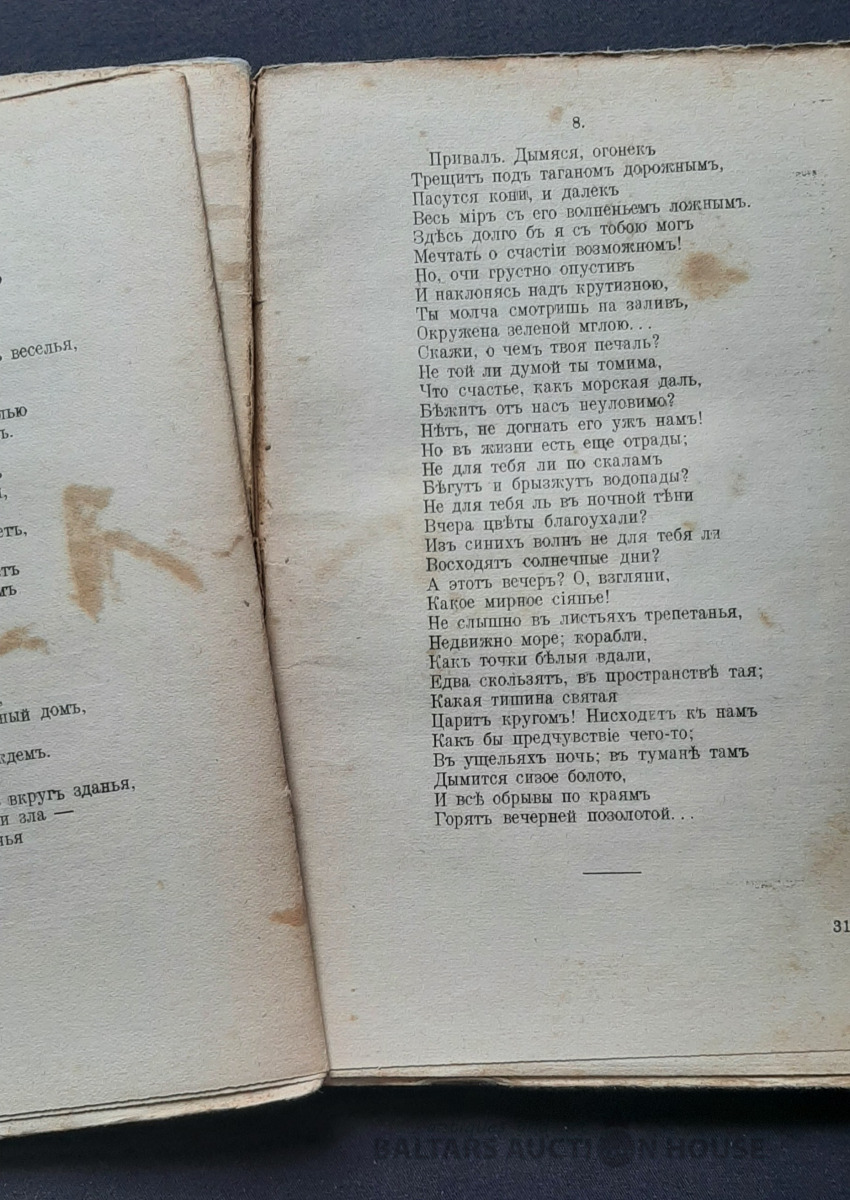 веселья,
вкругъ зданья,
и зла —
домъ,
8.
Привалъ. Дымяся, огонекъ
Трещитъ подъ таганомъ дорожнымъ,
Пасутся кони, и далекъ
Весь міръ съ его волненьемъ ложнымъ.
Здѣсь долго бъ я съ тобою могъ
Мечтать о счастіи возможномъ!
Но, очи грустно опустивъ
И наклонясь надъ крутизною,
Ты молча смотришь на заливъ,
Окружена зеленой мглою...
Скажи, о чемъ твоя печаль?
Не той ли думой ты томима,
Что счастье, какъ морская даль,
Бѣжитъ отъ насъ неуловимо?
Нѣтъ, не догнать его ужъ намъ!
Но въ жизни есть еще отрады;
Не для тебя ли по скаламъ
Бѣгутъ и брызжутъ водопады?
Не для тебя ль въ ночной тѣни
Вчера цвѣты благоухали?
Изъ синихъ волнъ не для тебя ли
Восходятъ солнечные дни?
А этотъ вечеръ? О, взгляни,
Какое мирное сіянье!
Не слышно въ листьяхъ трепетанья,
Недвижно море; корабли,
Какъ точки бѣлыя вдали,
Едва скользятъ, въ пространствѣ тая;
Какая тишина святая
Царитъ кругомъ! Нисходетъ къ намъ
Какъ бы предчувствіе чего-то;
Въ ущельяхъ ночь; въ туманѣ тамъ
Дымится сизое болото,
И всѣ обрывы по краямъ
Горятъ вечерней позолотой...
31
BALTARS AUCTION HOUSE